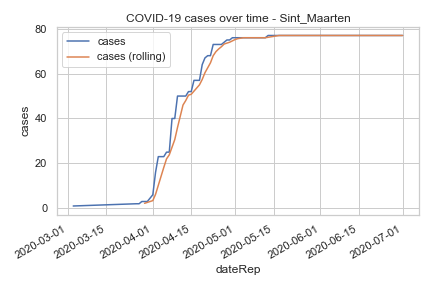 COVID-19 cases over time - Sint_Maarten
cases
cases (rolling)
cases
80
60
40
20
0
2020-03-01
2020-03-15
2020-04-01
2020-04-15
2020-05-01
2020-05-15
2020-06-01
2020-06-15
2020-07-01
dateRep